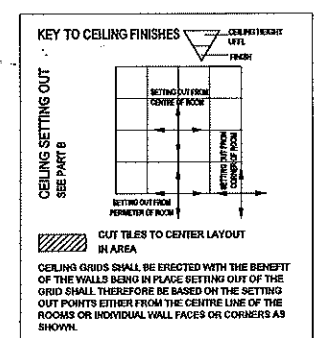 KEY TO CEILING FINISHES
CEILING HEIGHT
UFFL
FINISH
CEILING SETTING OUT
SEE PART B
SETTING OUT FROM
CENTRE OF ROOM
SETTING OUT FROM
CORNER OF ROOM
SETTING OUT FROM
PERIMETER OF ROOM
CUT TILES TO CENTER LAYOUT
IN AREA
CEILING GRIDS SHALL BE ERECTED WITH THE BENEFIT
OF THE WALLS BEING IN PLACE SETTING OUT OF THE
GRID SHALL THEREFORE BE BASED ON THE SETTING
OUT POINTS EITHER FROM THE CENTRE LINE OF THE
ROOMS OR INDIVIDUAL WALL FACES OR CORNERS AS
SHOWN.